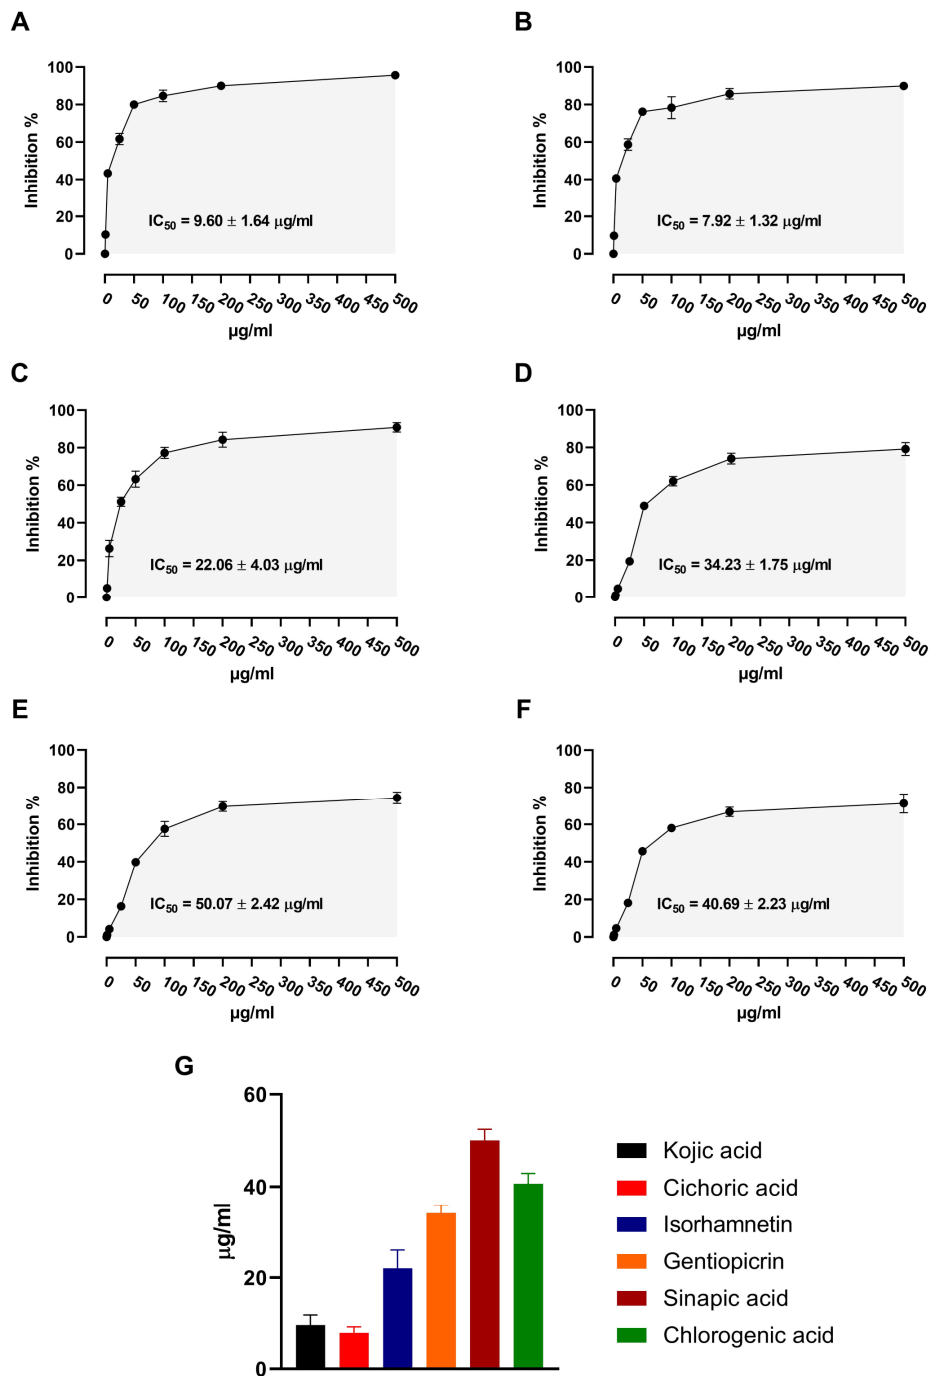 A
100
80
60
40
20
0
Inhibition %
IC50 = 9.60 ± 1.64 μg/ml
0 50 100 150 200 250 300 350 400 450 500
μg/ml
B
100
80
60
40
20
0
Inhibition %
IC50 = 7.92 ± 1.32 μg/ml
0 50 100 150 200 250 300 350 400 450 500
μg/ml
C
100
80
60
40
20
0
Inhibition %
IC50 = 22.06 ± 4.03 μg/ml
0 50 100 150 200 250 300 350 400 450 500
μg/ml
D
100
80
60
40
20
0
Inhibition %
IC50 = 34.23 ± 1.75 μg/ml
0 50 100 150 200 250 300 350 400 450 500
μg/ml
E
100
80
60
40
20
0
Inhibition %
IC50 = 50.07 ± 2.42 μg/ml
0 50 100 150 200 250 300 350 400 450 500
μg/ml
F
100
80
60
40
20
0
Inhibition %
IC50 = 40.69 ± 2.23 μg/ml
0 50 100 150 200 250 300 350 400 450 500
μg/ml
G
60
40
20
0
μg/ml
Kojic acid
Cichoric acid
Isorhamnetin
Gentiopicrin
Sinapic acid
Chlorogenic acid